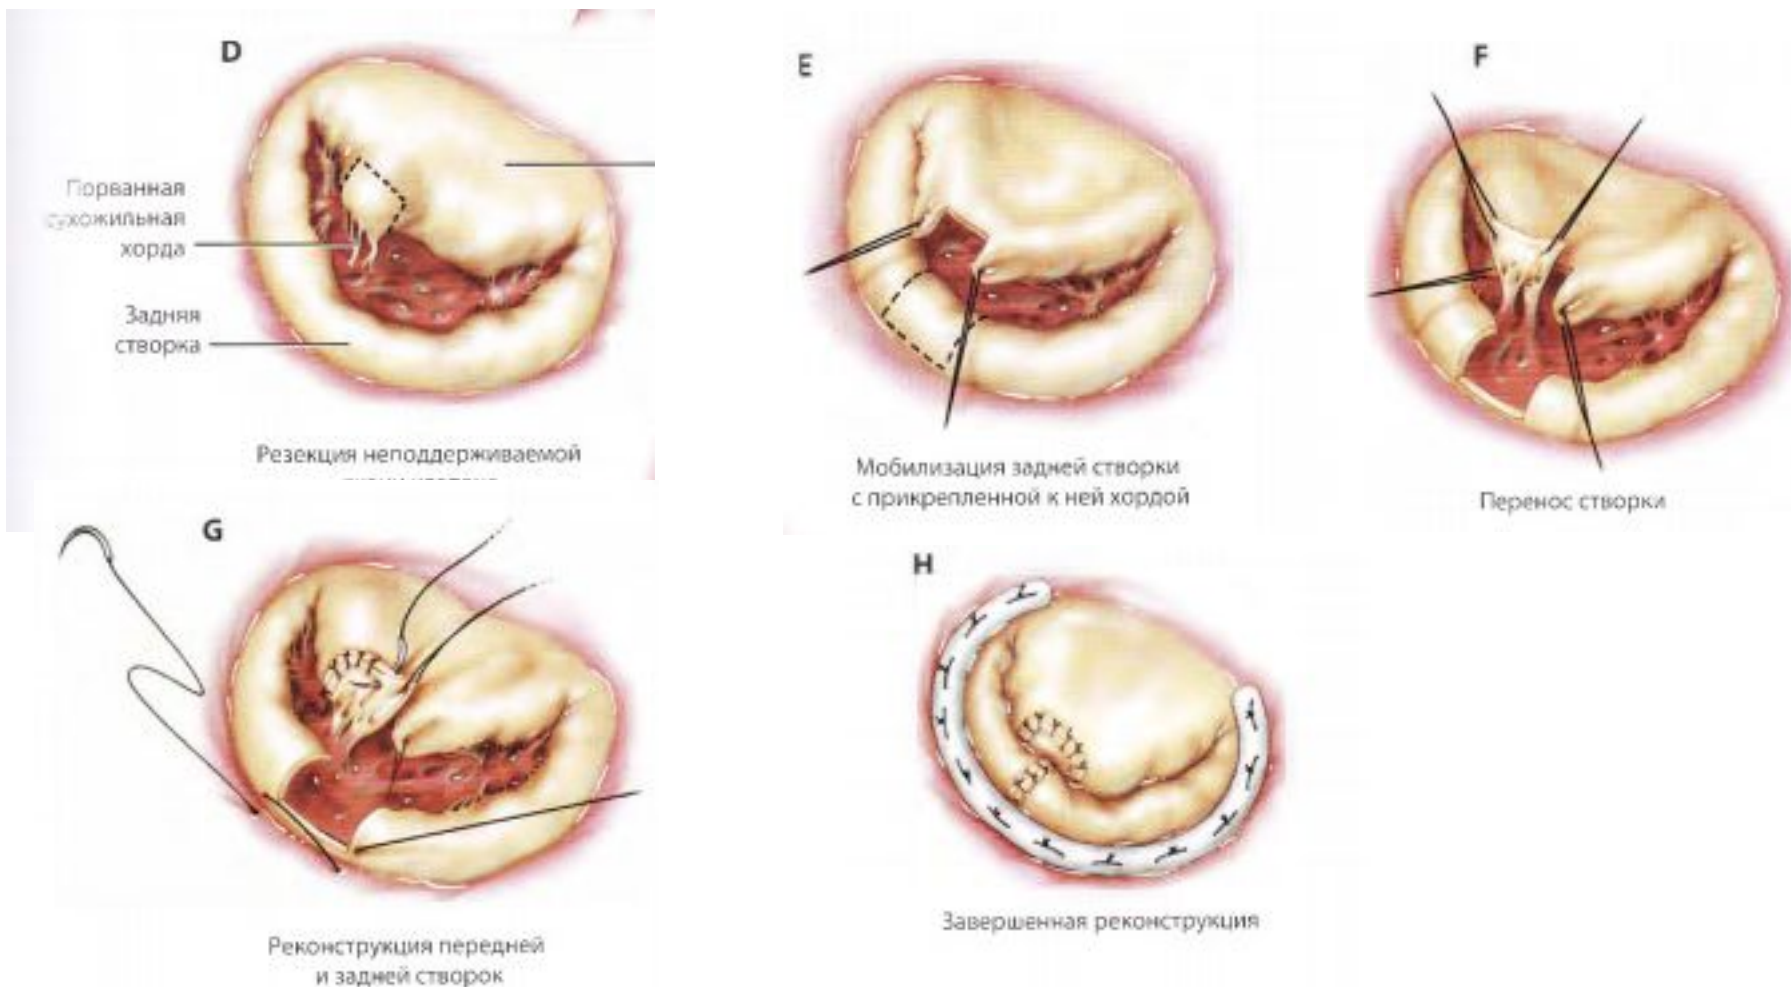 D
Порванная
сухожильная
хорда
Задняя
створка
Резекция неподдерживаемой
E
Мобилизация задней створки
с прикрепленной к ней хордой
F
Перенос створки
G
Реконструкция передней
и задней створок
H
Завершенная реконструкция